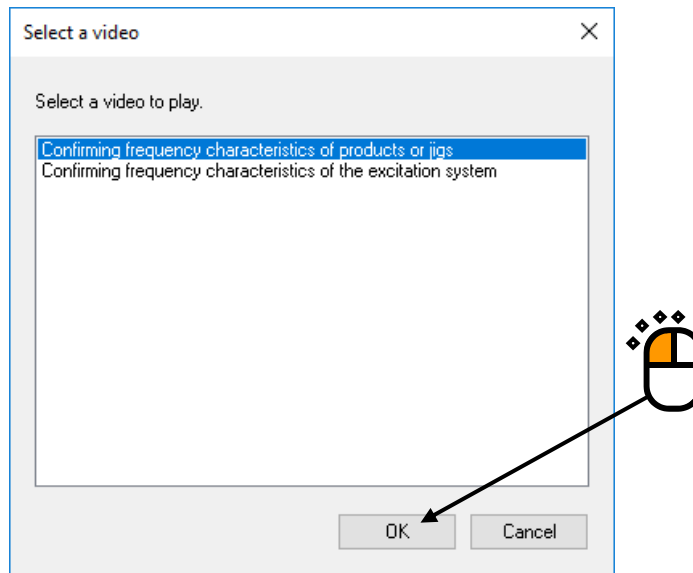 Select a video
Select a video to play.
Confirming frequency characteristics of products or jigs
Confirming frequency characteristics of the excitation system
OK
Cancel